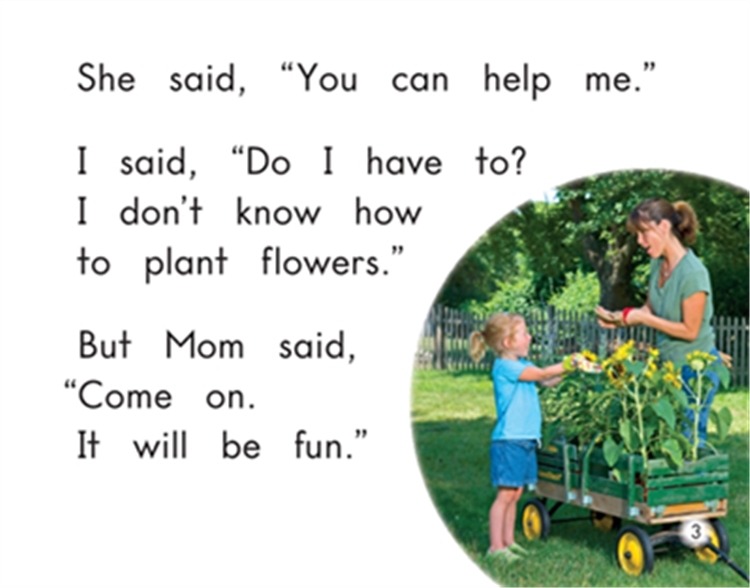 She said, “You can help me.”
I said, “Do I have to?
I don’t know how
to plant flowers.”
But Mom said,
“Come on.
It will be fun.”
3